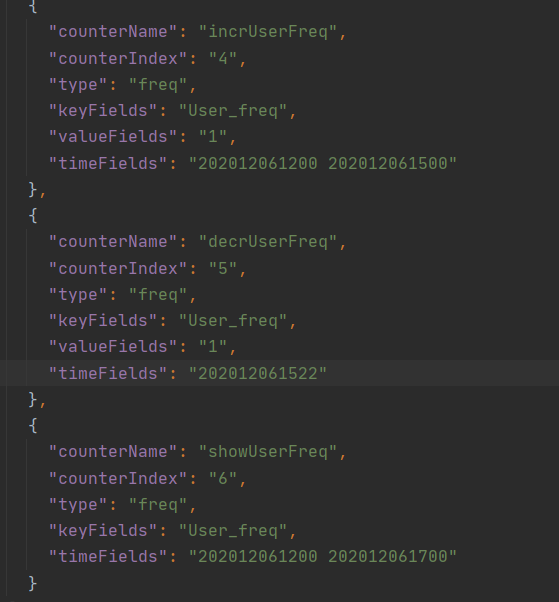 {
"counterName": "incrUserFreq",
"counterIndex": "4",
"type": "freq",
"keyFields": "User_freq",
"valueFields": "1",
"timeFields": "202012061200 202012061500"
},
{
"counterName": "decrUserFreq",
"counterIndex": "5",
"type": "freq",
"keyFields": "User_freq",
"valueFields": "1",
"timeFields": "202012061522"
},
{
"counterName": "showUserFreq",
"counterIndex": "6",
"type": "freq",
"keyFields": "User_freq",
"timeFields": "202012061200 202012061700"
}